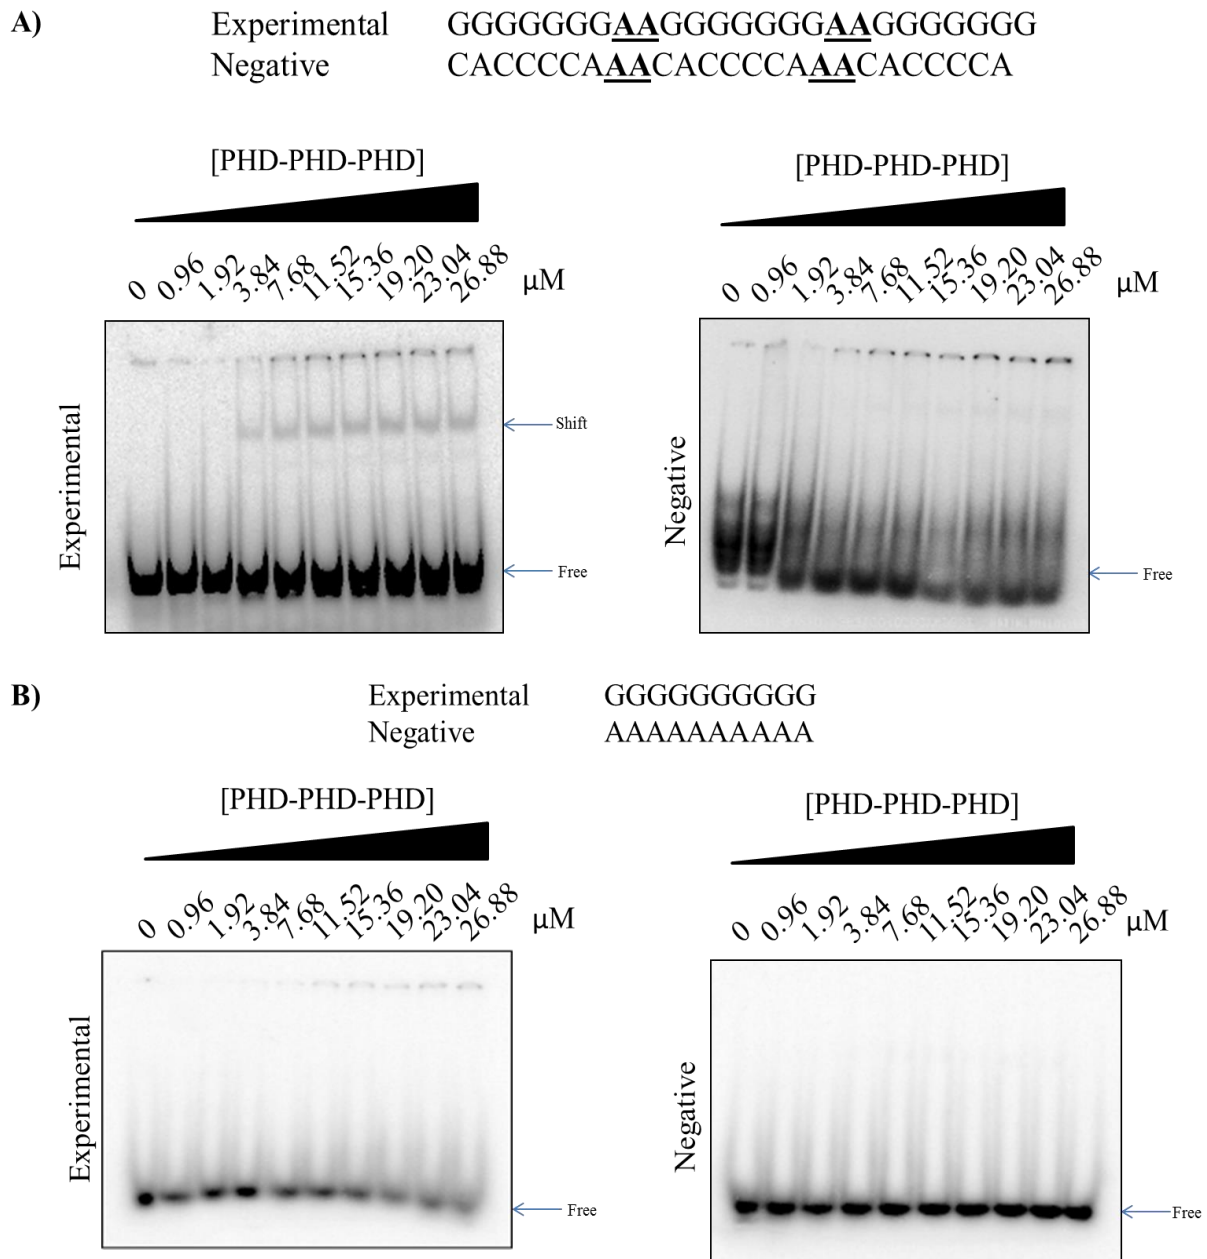 A)
Experimental GGGGGGGAAGGGGGGGAAGGGGGGG
Negative CACCCCAAACACCCCAAACACCCCA
[PHD-PHD-PHD]
0 0.96 1.92 3.84 7.68 11.52 15.36 19.20 23.04 26.88 µM
Experimental
Shift
Free
[PHD-PHD-PHD]
0 0.96 1.92 3.84 7.68 11.52 15.36 19.20 23.04 26.88 µM
Negative
Free
B)
Experimental GGGGGGGGGG
Negative AAAAAAAAAA
[PHD-PHD-PHD]
0 0.96 1.92 3.84 7.68 11.52 15.36 19.20 23.04 26.88 µM
Experimental
Free
[PHD-PHD-PHD]
0 0.96 1.92 3.84 7.68 11.52 15.36 19.20 23.04 26.88 µM
Negative
Free